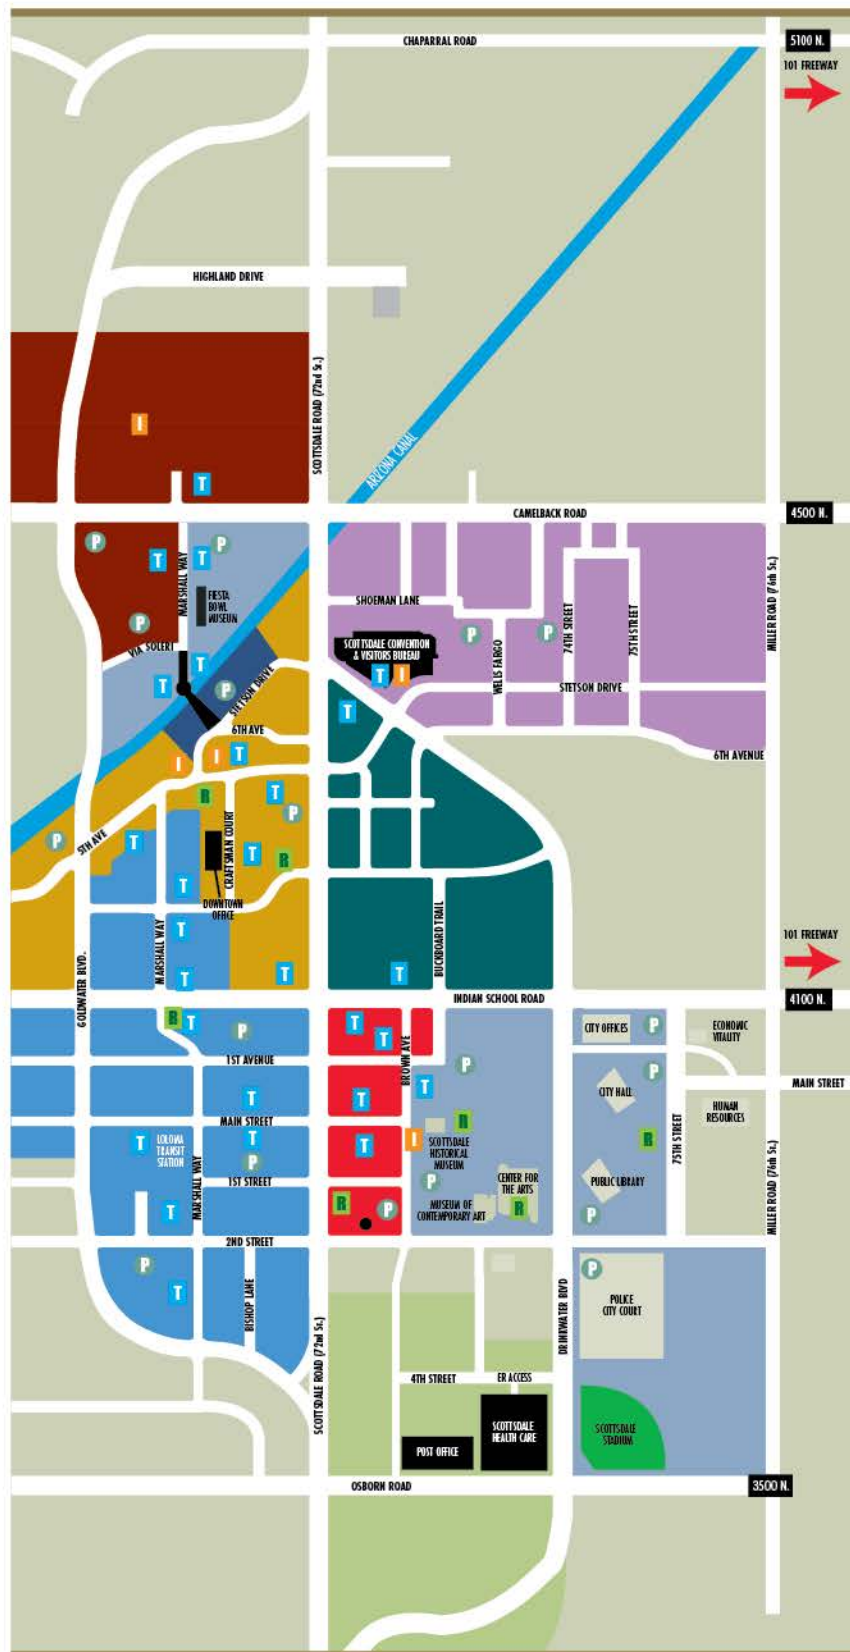 CHAPARRAL ROAD
5100 N.
101 FREEWAY
HIGHLAND DRIVE
SCOTTSDALE ROAD (72nd St.)
I
ARIZONA CANAL
T
CAMELBACK ROAD
4500 N.
P
P
T
T
MARSHALL WAY
FIESTA
BOWL
MUSEUM
SHOEMAN LANE
74TH STREET
75TH STREET
MILLER ROAD (76th St.)
P
VIA SOLERI
SCOTTSDALE CONVENTION
& VISITORS BUREAU
P
P
WELLS FARGO
T
T
I
T
P
STETSON DRIVE
STETSON DRIVE
T
6TH AVE
6TH AVENUE
I
I
T
R
T
P
5TH AVE
P
T
CRAFTSMAN COURT
T
R
T
DOWNTOWN
OFFICE
MARSHALL WAY
T
BUCKBOARD TRAIL
101 FREEWAY
GOLDWATER BLVD.
T
T
T
INDIAN SCHOOL ROAD
4100 N.
R
T
P
T
T
BROWN AVE
CITY OFFICES
P
ECONOMIC
VITALITY
1ST AVENUE
P
P
MAIN STREET
T
T
T
CITY HALL
HUMAN
RESOURCES
MAIN STREET
R
T
LOLOMA
TRANSIT
STATION
T
T
I
SCOTTSDALE
HISTORICAL
MUSEUM
R
75TH STREET
P
MARSHALL WAY
1ST STREET
P
CENTER FOR
THE ARTS
PUBLIC LIBRARY
MILLER ROAD (76th St.)
T
R
P
MUSEUM OF
CONTEMPORARY ART
R
P
2ND STREET
P
T
BISHOP LANE
P
POLICE
CITY COURT
DRINKWATER BLVD
SCOTTSDALE ROAD (72nd St.)
4TH STREET
ER ACCESS
POST OFFICE
SCOTTSDALE
HEALTH CARE
SCOTTSDALE
STADIUM
OSBORN ROAD
3500 N.